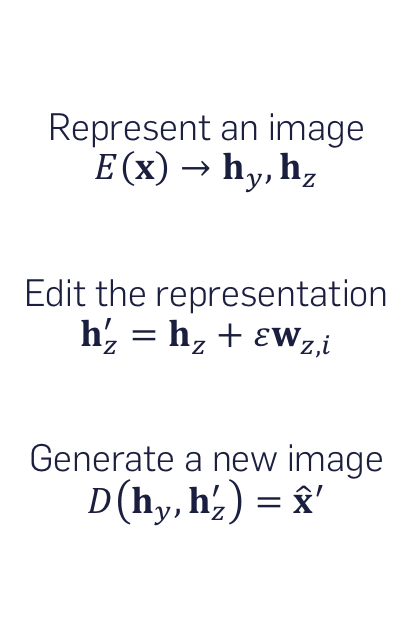 Represent an image
E(𝐱) → 𝐡_y, 𝐡_z
Edit the representation
𝐡′_z = 𝐡_z + ε𝐰_{z,i}
Generate a new image
D(𝐡_y, 𝐡′_z) = 𝐱̂′